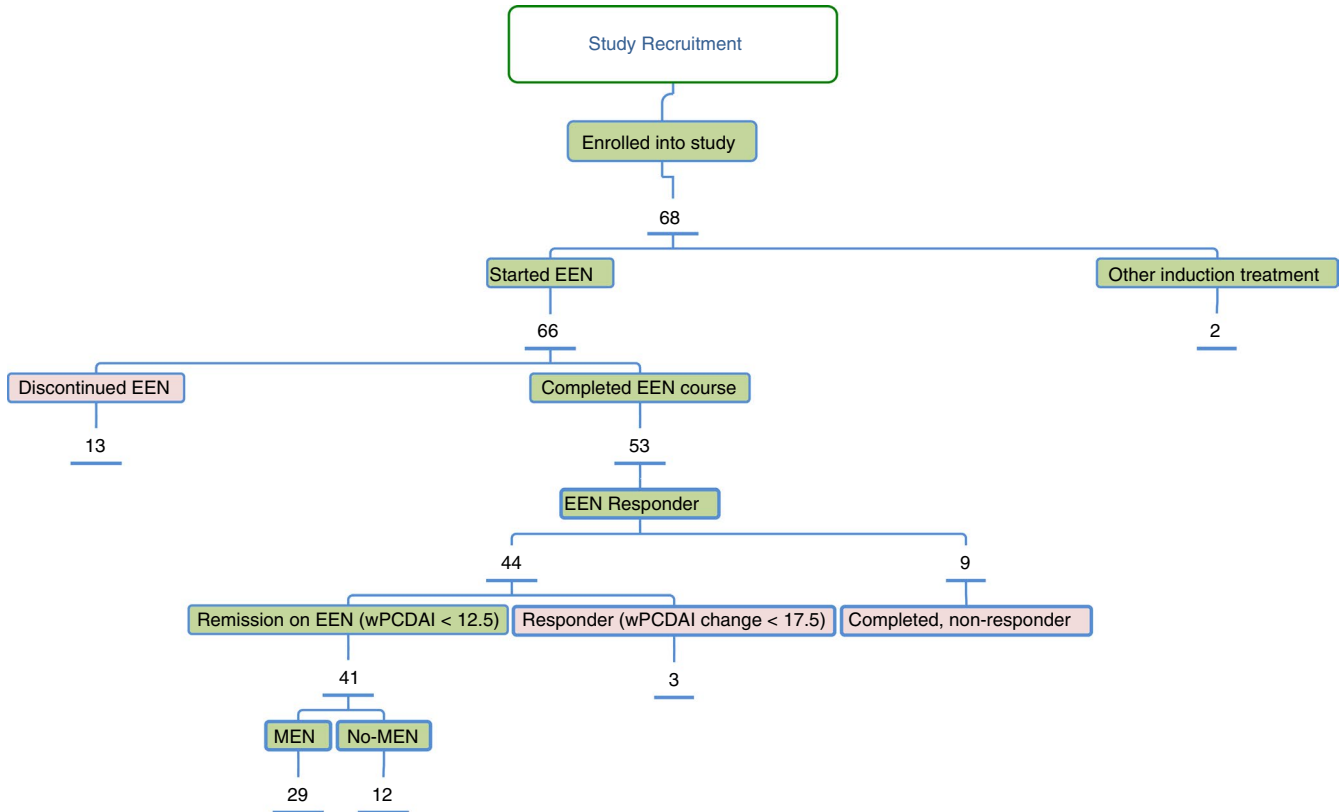 Study Recruitment
Enrolled into study
68
Started EEN
Other induction treatment
66
2
Discontinued EEN
Completed EEN course
13
53
EEN Responder
44
9
Remission on EEN (wPCDAI < 12.5)
Responder (wPCDAI change < 17.5)
Completed, non-responder
41
3
MEN
No-MEN
29
12